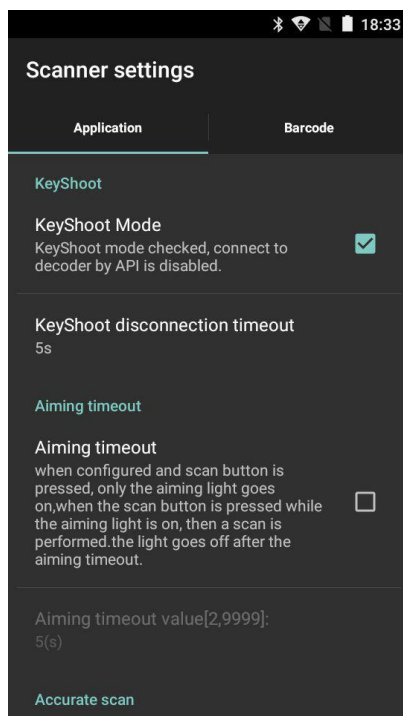 18:33
Scanner settings
Application
Barcode
KeyShoot
KeyShoot Mode
KeyShoot mode checked, connect to
decoder by API is disabled.
KeyShoot disconnection timeout
5s
Aiming timeout
Aiming timeout
when configured and scan button is
pressed, only the aiming light goes
on,when the scan button is pressed while
the aiming light is on, then a scan is
performed.the light goes off after the
aiming timeout.
Aiming timeout value[2,9999]:
5(s)
Accurate scan